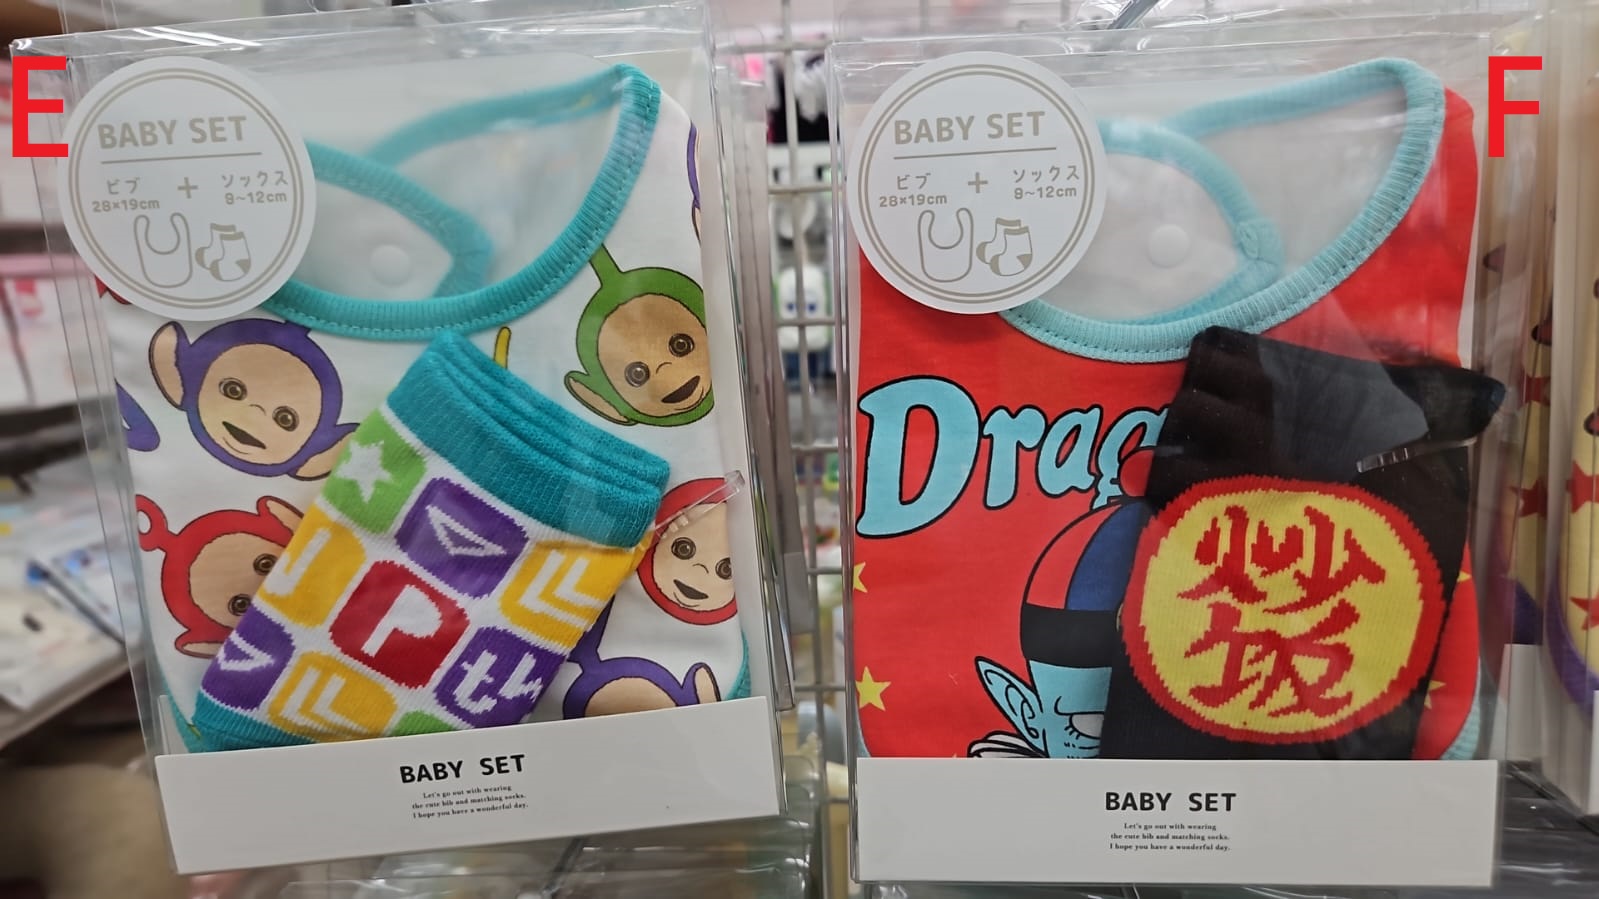 E
BABY SET
ビブ + ソックス
28×19cm 9~12cm
P
BABY SET
Let's go out with wearing
the cute bib and matching socks.
I hope you have a wonderful day.
F
BABY SET
ビブ + ソックス
28×19cm 9~12cm
Drag
炒
飯
BABY SET
Let's go out with wearing
the cute bib and matching socks.
I hope you have a wonderful day.